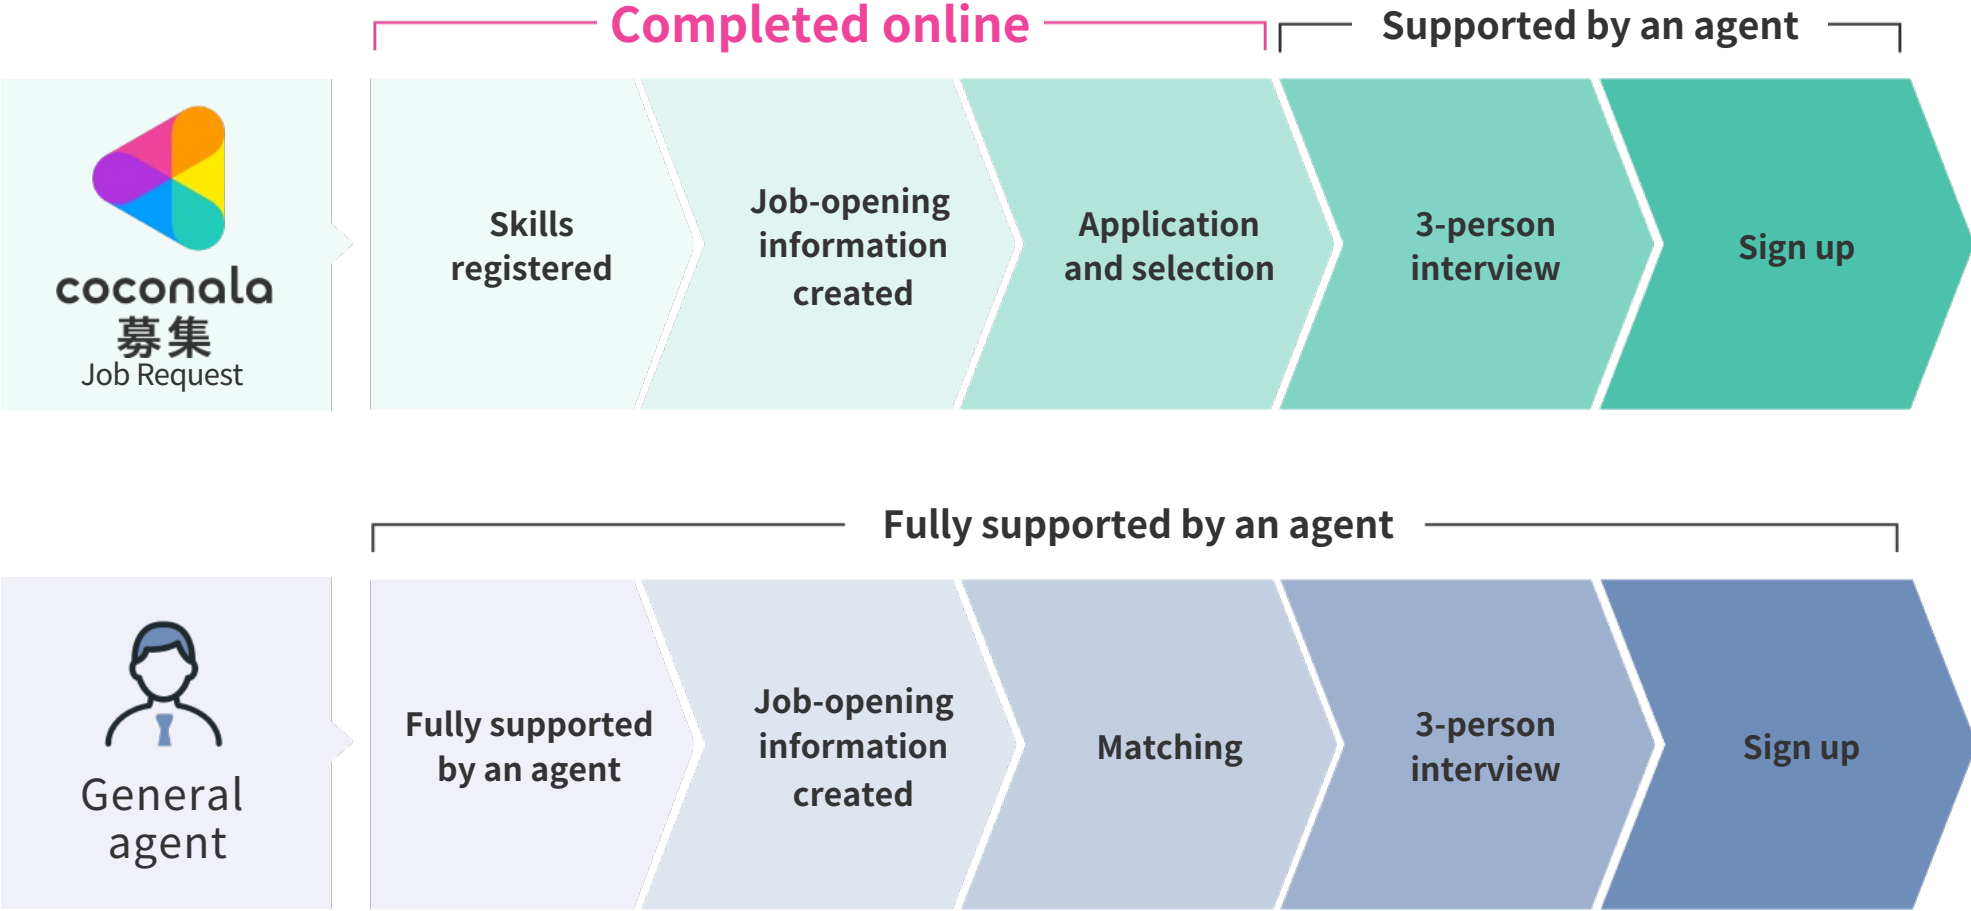 Completed online
Supported by an agent
coconala
募集
Job Request
Skills
registered
Job-opening
information
created
Application
and selection
3-person
interview
Sign up
Fully supported by an agent
General
agent
Fully supported
by an agent
Job-opening
information
created
Matching
3-person
interview
Sign up